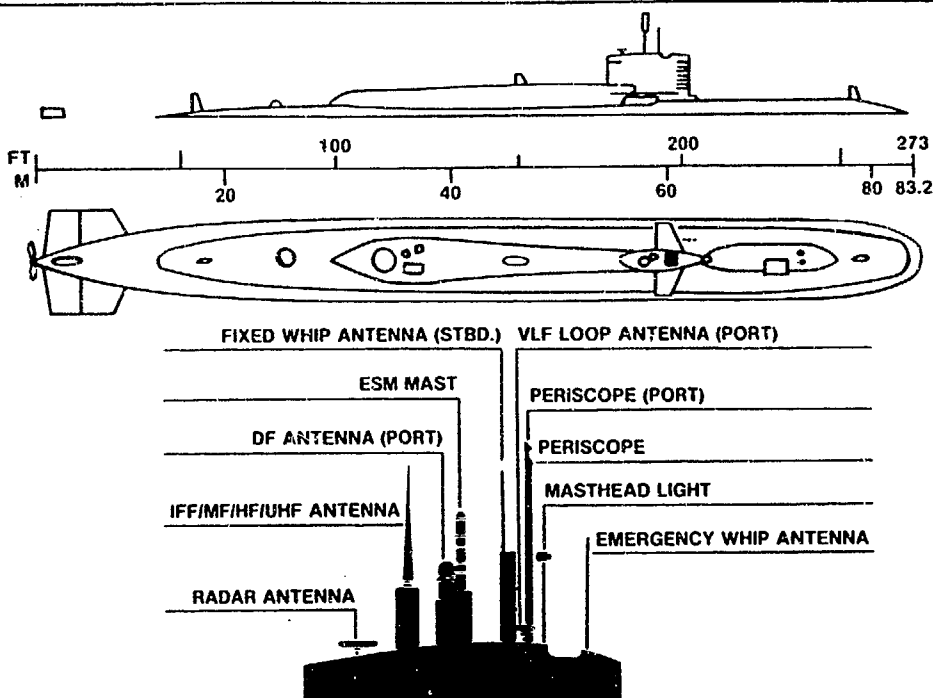 100 200 273
FT
M
20 40 60 80 83.2
FIXED WHIP ANTENNA (STBD.) VLF LOOP ANTENNA (PORT)
ESM MAST
PERISCOPE (PORT)
DF ANTENNA (PORT)
PERISCOPE
MASTHEAD LIGHT
IFF/MF/HF/UHF ANTENNA
EMERGENCY WHIP ANTENNA
RADAR ANTENNA